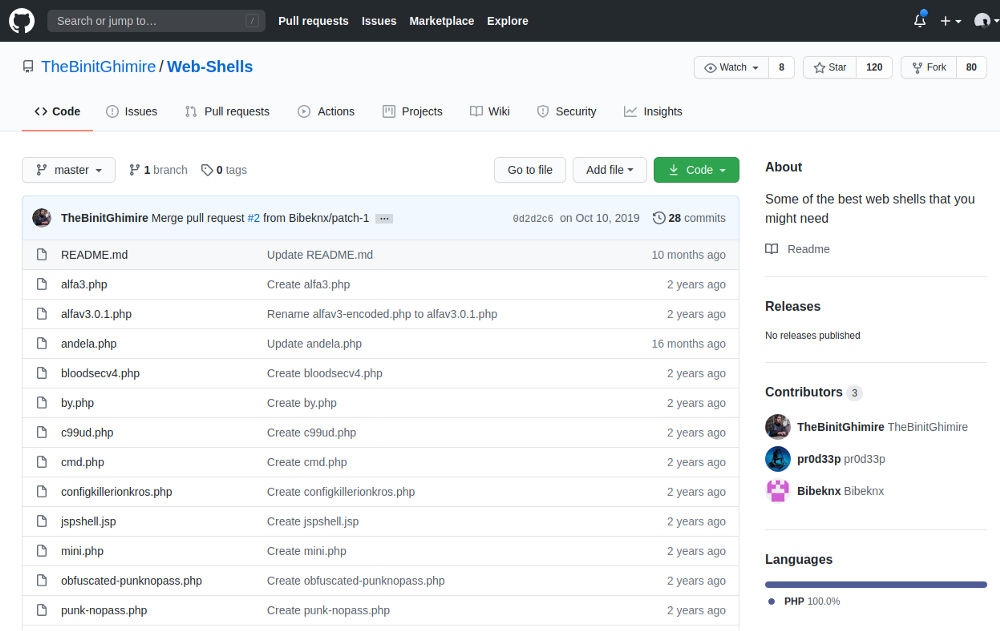 Search or jump to… / Pull requests Issues Marketplace Explore
TheBinitGhimire / Web-Shells Watch 8 Star 120 Fork 80
Code Issues Pull requests Actions Projects Wiki Security Insights
master 1 branch 0 tags Go to file Add file Code
TheBinitGhimire Merge pull request #2 from Bibeknx/patch-1 ... 0d2d2c6 on Oct 10, 2019 28 commits
README.md Update README.md 10 months ago
alfa3.php Create alfa3.php 2 years ago
alfav3.0.1.php Rename alfav3-encoded.php to alfav3.0.1.php 2 years ago
andela.php Update andela.php 16 months ago
bloodsecv4.php Create bloodsecv4.php 2 years ago
by.php Create by.php 2 years ago
c99ud.php Create c99ud.php 2 years ago
cmd.php Create cmd.php 2 years ago
configkillerionkros.php Create configkillerionkros.php 2 years ago
jspshell.jsp Create jspshell.jsp 2 years ago
mini.php Create mini.php 2 years ago
obfuscated-punknopass.php Create obfuscated-punknopass.php 2 years ago
punk-nopass.php Create punk-nopass.php 2 years ago
About
Some of the best web shells that you
might need
Readme
Releases
No releases published
Contributors 3
TheBinitGhimire TheBinitGhimire
pr0d33p pr0d33p
Bibeknx Bibeknx
Languages
PHP 100.0%